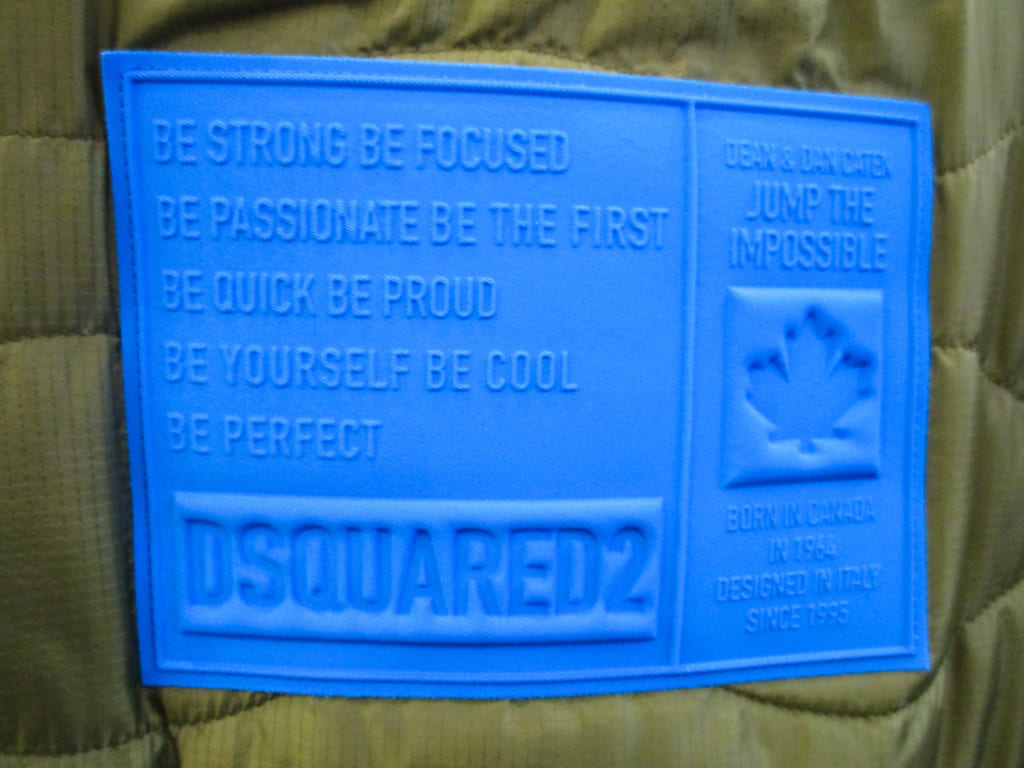 BE STRONG BE FOCUSED
BE PASSIONATE BE THE FIRST
BE QUICK BE PROUD
BE YOURSELF BE COOL
BE PERFECT
DSQUARED2
DEAN & DAN CATEN
JUMP THE
IMPOSSIBLE
BORN IN CANADA
IN 1964
DESIGNED IN ITALY
SINCE 1995